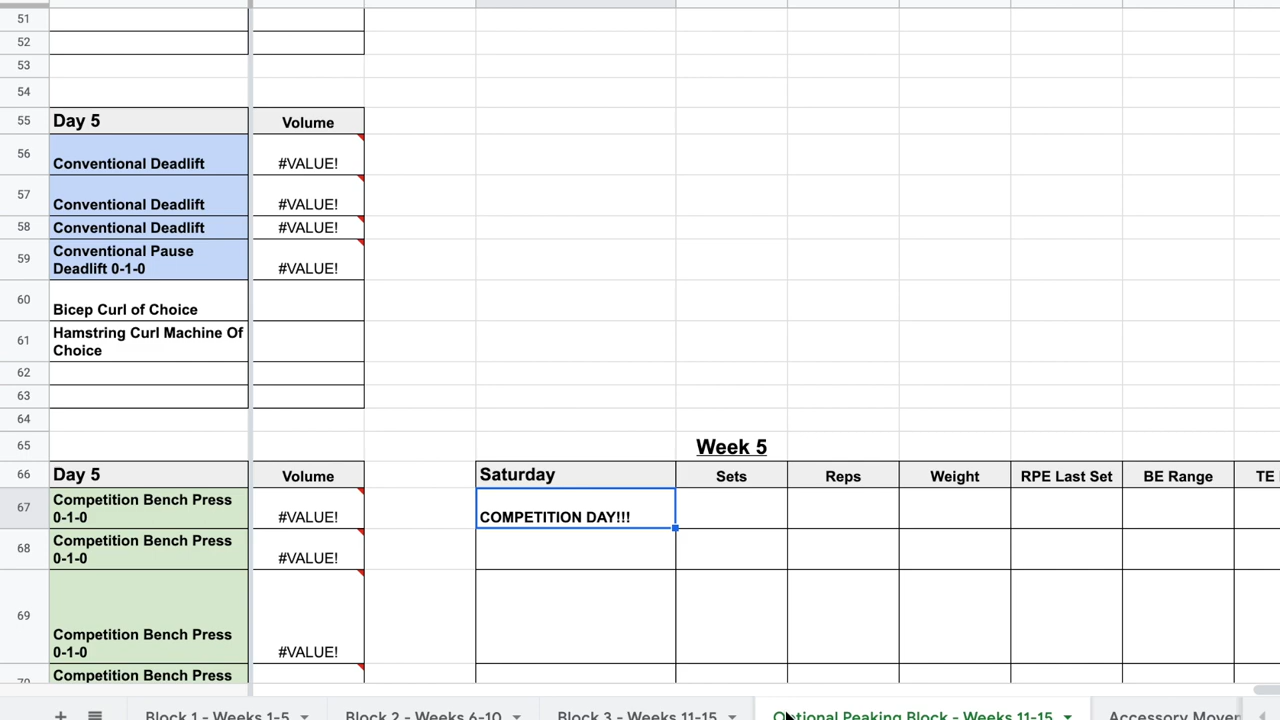 51
52
53
54
55 Day 5 Volume
56 Conventional Deadlift #VALUE!
57 Conventional Deadlift #VALUE!
58 Conventional Deadlift #VALUE!
59 Conventional Pause
Deadlift 0-1-0 #VALUE!
60 Bicep Curl of Choice
61 Hamstring Curl Machine Of
Choice
62
63
64
65 Week 5
66 Day 5 Volume Saturday Sets Reps Weight RPE Last Set BE Range TE
67 Competition Bench Press
0-1-0 #VALUE! COMPETITION DAY!!!
68 Competition Bench Press
0-1-0 #VALUE!
69 Competition Bench Press
0-1-0 #VALUE!
70 Competition Bench Press
Block 1 - Weeks 1-5 Block 2 - Weeks 6-10 Block 3 - Weeks 11-15 Optional Peaking Block - Weeks 11-15 Accessory Mover